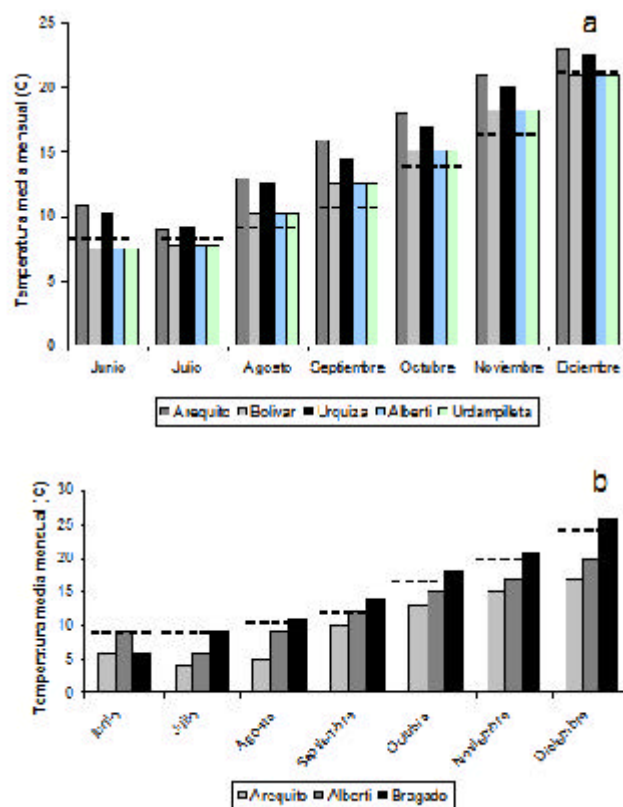 a
Temperatura media mensual (C)
25
20
15
10
5
0
Junio Julio Agosto Septiembre Octubre Noviembre Diciembre
Arequito Bolivar Urquiza Alberti Urdampilleta
b
Temperatura media mensual (C)
30
25
20
15
10
5
0
Junio Julio Agosto Septiembre Octubre Noviembre Diciembre
Arequito Alberti Bragado